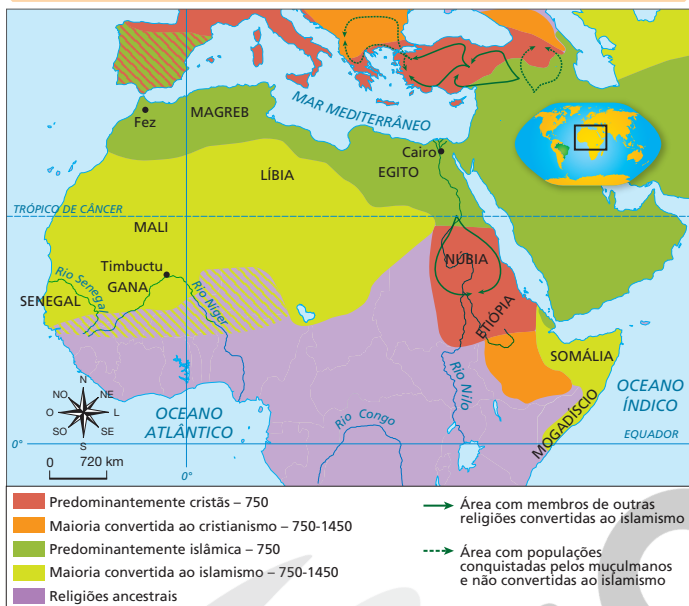 MAR MEDITERRÂNEO
MAGREB
Fez
Cairo
EGITO
LÍBIA
TRÓPICO DE CÂNCER
MALI
NÚBIA
Timbuctu
GANA
Rio Senegal
SENEGAL
Rio Níger
ETIÓPIA
SOMÁLIA
Rio Nilo
MOGADÍSCIO
OCEANO
ÍNDICO
OCEANO
ATLÂNTICO
Rio Congo
EQUADOR
N
NO
NE
O
L
SO
SE
S
0°
0 720 km
0°
Predominantemente cristãs – 750
Maioria convertida ao cristianismo – 750-1450
Predominantemente islâmica – 750
Maioria convertida ao islamismo – 750-1450
Religiões ancestrais
Área com membros de outras
religiões convertidas ao islamismo
Área com populações
conquistadas pelos muçulmanos
e não convertidas ao islamismo